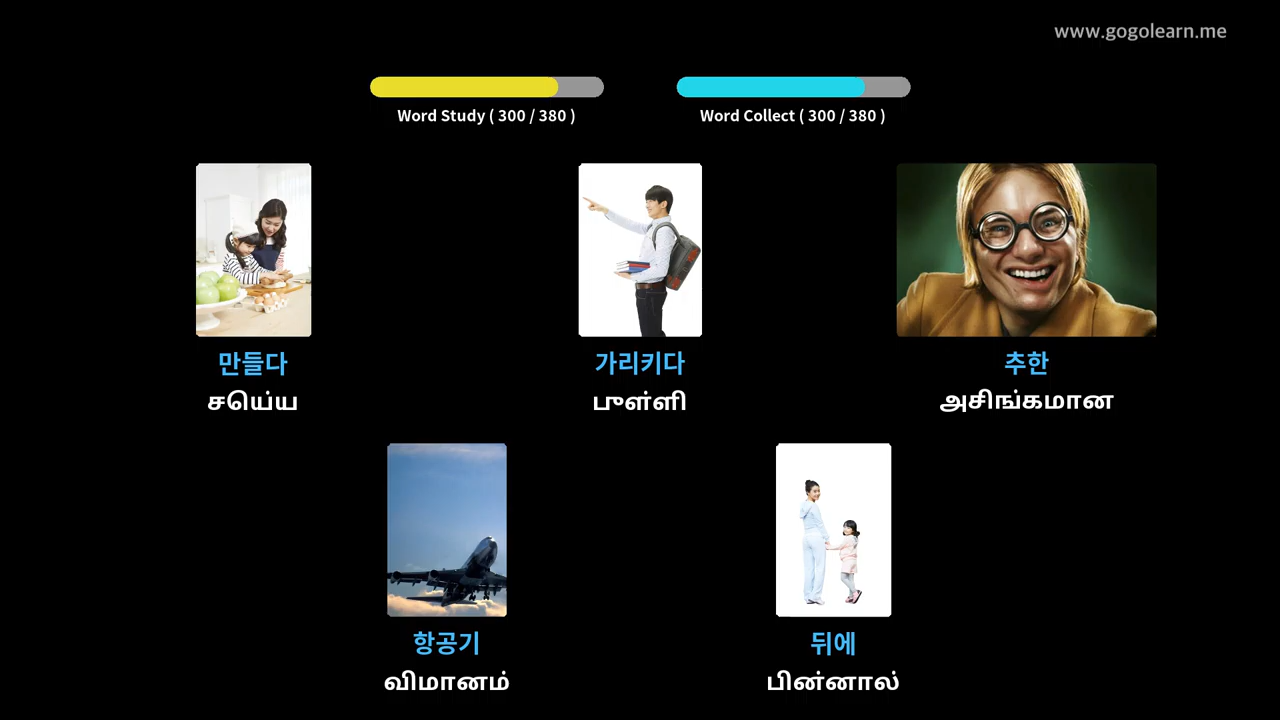 www.gogolearn.me
Word Study ( 300 / 380 )
Word Collect ( 300 / 380 )
만들다
செய்ய
가리키다
புள்ளி
추한
அசிங்கமான
항공기
விமானம்
뒤에
பின்னால்